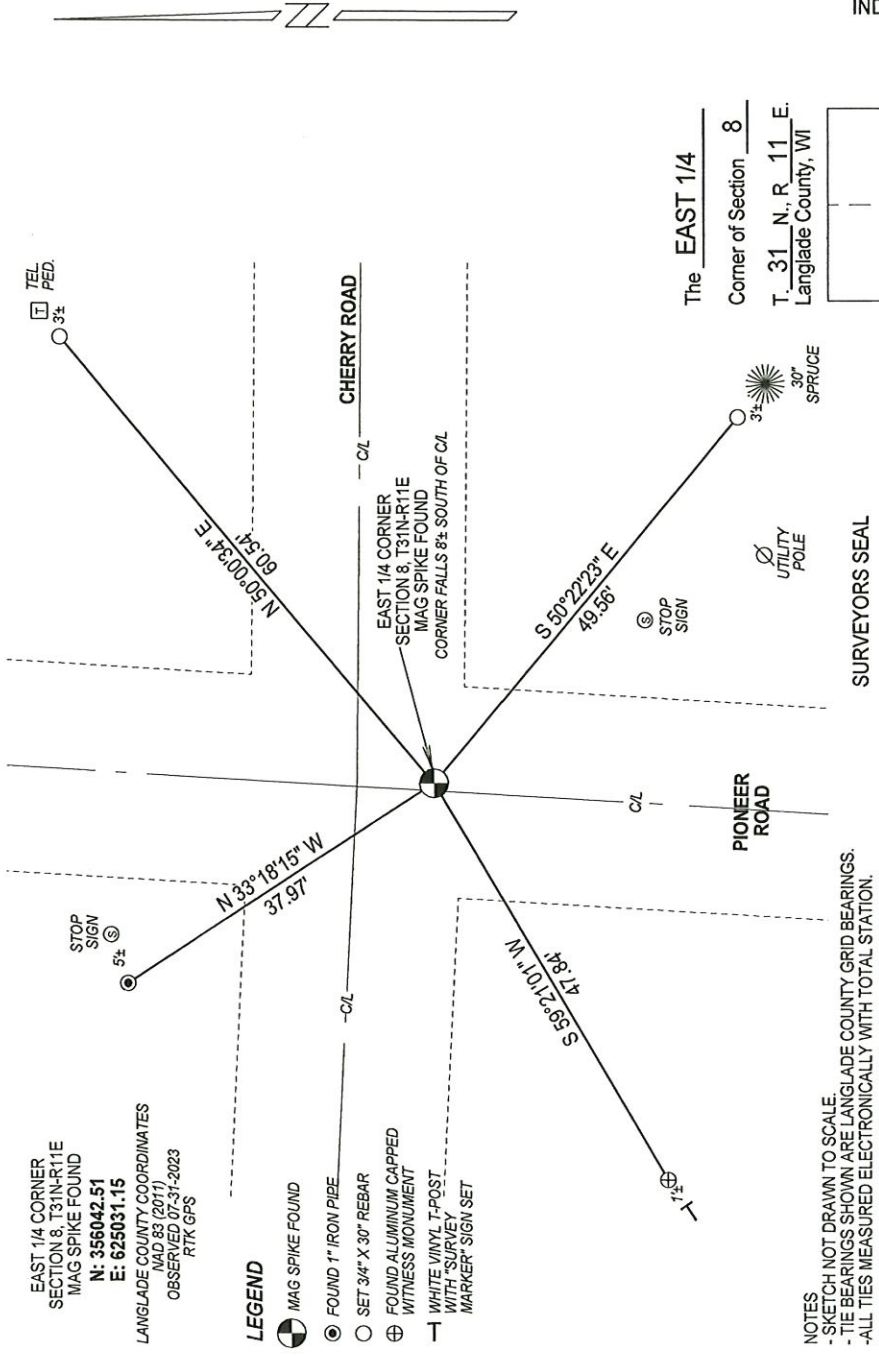 EAST 1/4 CORNER
SECTION 8, T31N-R11E
MAG SPIKE FOUND
N: 356042.51
E: 625031.15
LANGLADE COUNTY COORDINATES
NAD 83 (2011)
OBSERVED 07-31-2023
RTK GPS
LEGEND
MAG SPIKE FOUND
FOUND 1" IRON PIPE
SET 3/4" X 30" REBAR
FOUND ALUMINUM CAPPED
WITNESS MONUMENT
T WHITE VINYL T-POST
WITH "SURVEY
MARKER" SIGN SET
STOP
SIGN
S
5'±
N 33°18'15" W
37.97'
T
TEL
PED.
3'±
N 50°00'34" E
60.54'
CHERRY ROAD
C/L
C/L
EAST 1/4 CORNER
SECTION 8, T31N-R11E
MAG SPIKE FOUND
CORNER FALLS 8'± SOUTH OF C/L
S 50°22'23" E
49.56'
S
STOP
SIGN
UTILITY
POLE
3'±
30"
SPRUCE
S 59°21'01" W
47.84'
1'±
T
C/L
PIONEER
ROAD
The EAST 1/4
Corner of Section 8
T. 31 N., R 11 E.
Langlade County, WI
IND
SURVEYORS SEAL
NOTES
- SKETCH NOT DRAWN TO SCALE.
- TIE BEARINGS SHOWN ARE LANGLADE COUNTY GRID BEARINGS.
-ALL TIES MEASURED ELECTRONICALLY WITH TOTAL STATION.